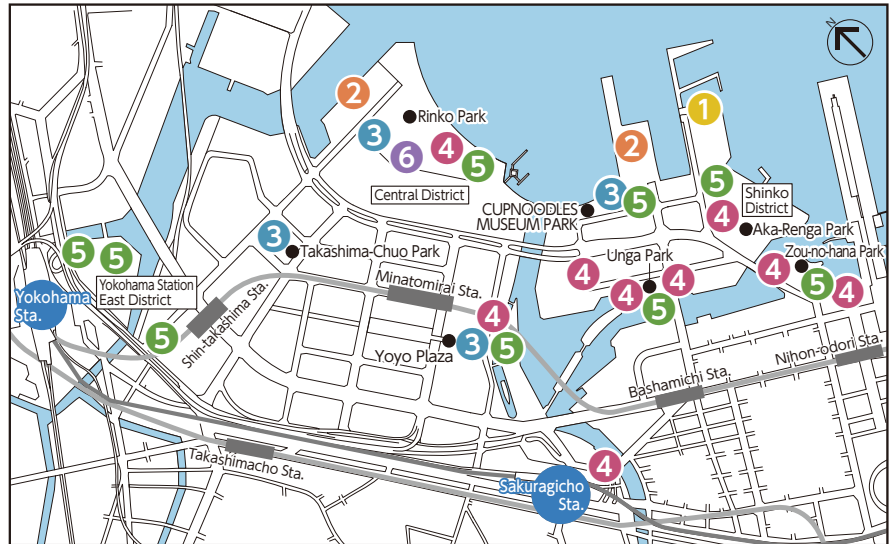 N
2
1
Rinko Park
3
4
2
6
5
Central District
3
5
CUPNOODLES
MUSEUM PARK
5
Shinko
District
4
Aka-Renga Park
3
Takashima-Chuo Park
5
5
Yokohama Station
East District
Unga Park
Zou-no-hana Park
4
4
4
4
5
4
5
Yokohama
Sta.
Minatomirai Sta.
Shin-takashima Sta.
5
4
Yoyo Plaza
3
5
Nihon-odori Sta.
Bashamichi Sta.
Takashimacho Sta.
4
Sakuragicho
Sta.